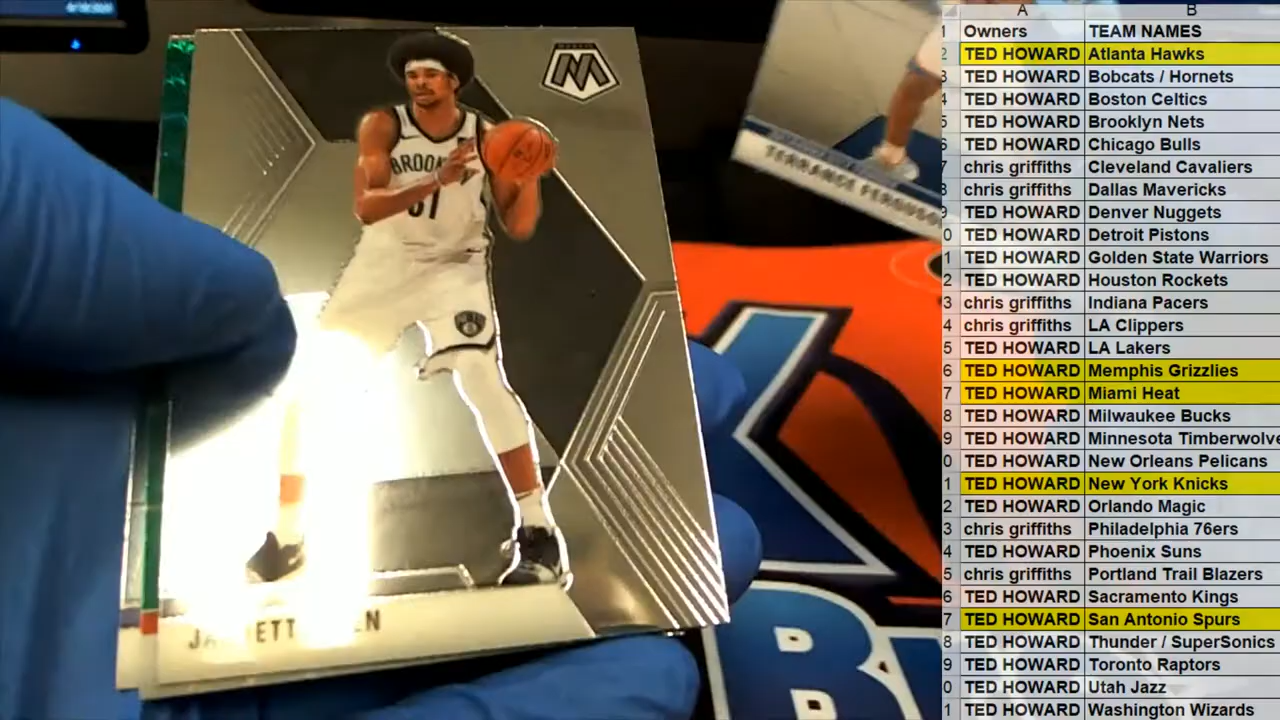 A B
1 Owners TEAM NAMES
2 TED HOWARD Atlanta Hawks
3 TED HOWARD Bobcats / Hornets
4 TED HOWARD Boston Celtics
5 TED HOWARD Brooklyn Nets
6 TED HOWARD Chicago Bulls
7 chris griffiths Cleveland Cavaliers
8 chris griffiths Dallas Mavericks
9 TED HOWARD Denver Nuggets
0 TED HOWARD Detroit Pistons
1 TED HOWARD Golden State Warriors
2 TED HOWARD Houston Rockets
3 chris griffiths Indiana Pacers
4 chris griffiths LA Clippers
5 TED HOWARD LA Lakers
6 TED HOWARD Memphis Grizzlies
7 TED HOWARD Miami Heat
8 TED HOWARD Milwaukee Bucks
9 TED HOWARD Minnesota Timberwolve
0 TED HOWARD New Orleans Pelicans
1 TED HOWARD New York Knicks
2 TED HOWARD Orlando Magic
3 chris griffiths Philadelphia 76ers
4 TED HOWARD Phoenix Suns
5 chris griffiths Portland Trail Blazers
6 TED HOWARD Sacramento Kings
7 TED HOWARD San Antonio Spurs
8 TED HOWARD Thunder / SuperSonics
9 TED HOWARD Toronto Raptors
0 TED HOWARD Utah Jazz
1 TED HOWARD Washington Wizards
M
BROOK
31
TERRANCE FERGUSO
B